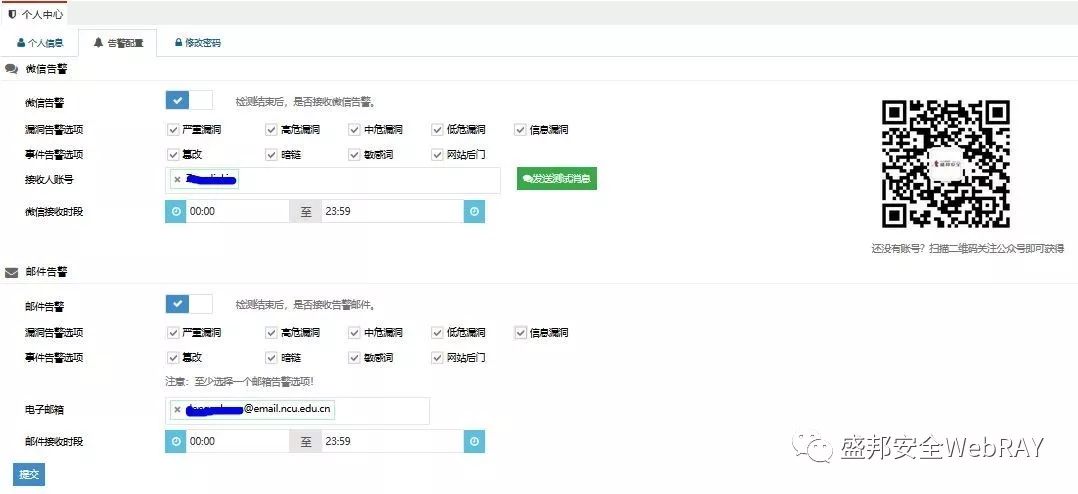 个人中心
个人信息 告警配置 修改密码
微信告警
微信告警 检测结束后，是否接收微信告警。
漏洞告警选项 严重漏洞 高危漏洞 中危漏洞 低危漏洞 信息漏洞
事件告警选项 篡改 暗链 敏感词 网站后门
接收人账号 × 发送测试消息
微信接收时段 00:00 至 23:59
盛邦安全
还没有账号？扫描二维码关注公众号即可获得
邮件告警
邮件告警 检测结束后，是否接收告警邮件。
漏洞告警选项 严重漏洞 高危漏洞 中危漏洞 低危漏洞 信息漏洞
事件告警选项 篡改 暗链 敏感词 网站后门
注意：至少选择一个邮箱告警选项！
电子邮箱 × @email.ncu.edu.cn
邮件接收时段 00:00 至 23:59
提交
盛邦安全WebRAY